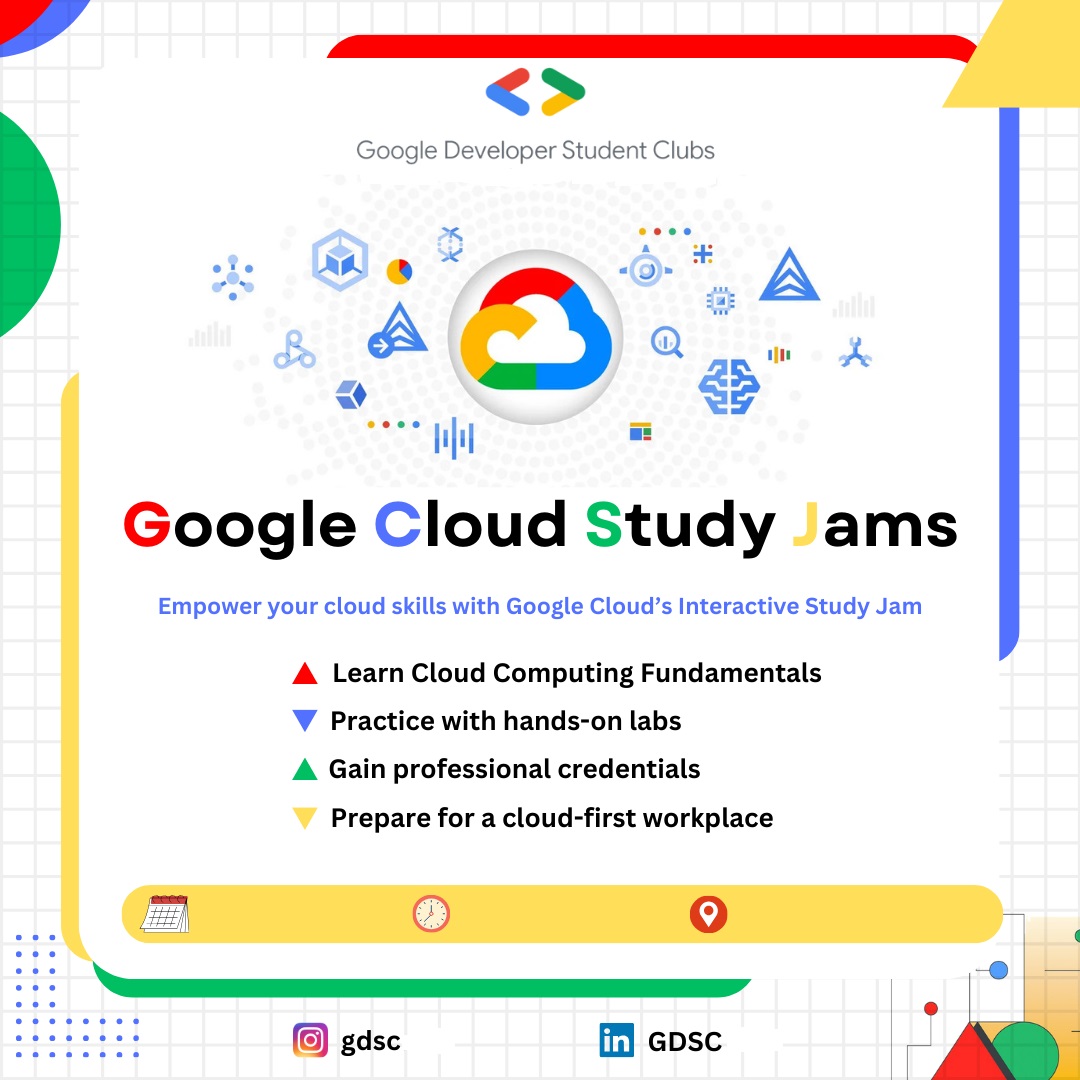 Google Developer Student Clubs
Google Cloud Study Jams
Empower your cloud skills with Google Cloud’s Interactive Study Jam
Learn Cloud Computing Fundamentals
Practice with hands-on labs
Gain professional credentials
Prepare for a cloud-first workplace
gdsc
in GDSC